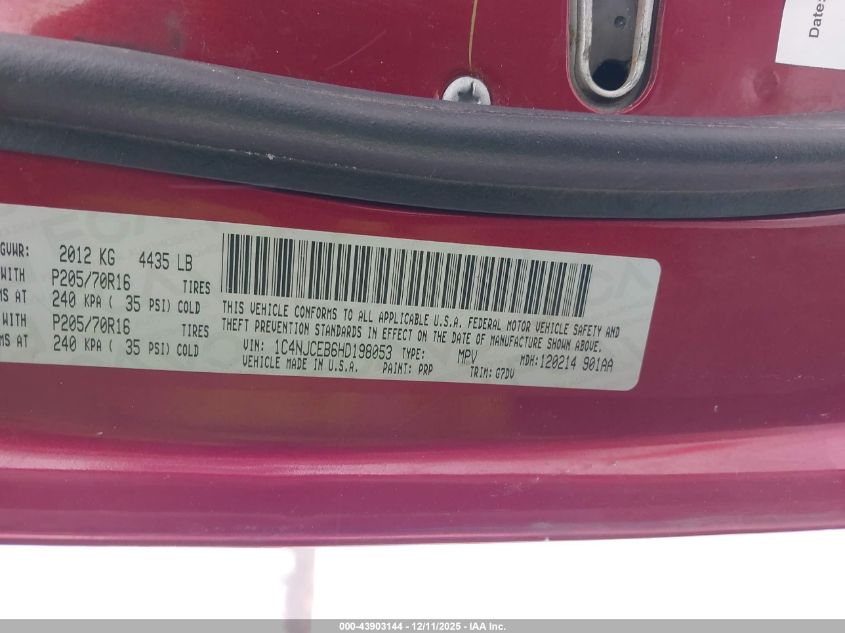 Date:
GVWR: 2012 KG 4435 LB
WITH P205/70R16 TIRES
MS AT 240 KPA ( 35 PSI) COLD
WITH P205/70R16 TIRES
MS AT 240 KPA ( 35 PSI) COLD
THIS VEHICLE CONFORMS TO ALL APPLICABLE U.S.A. FEDERAL MOTOR VEHICLE SAFETY AND
THEFT PREVENTION STANDARDS IN EFFECT ON THE DATE OF MANUFACTURE SHOWN ABOVE.
VIN: 1C4NJCEB6HD198053 TYPE: MPV MDH:120214 901AA
VEHICLE MADE IN U.S.A. PAINT: PRP TRIM: G7DV
000-43903144 - 12/11/2025 - IAA Inc.